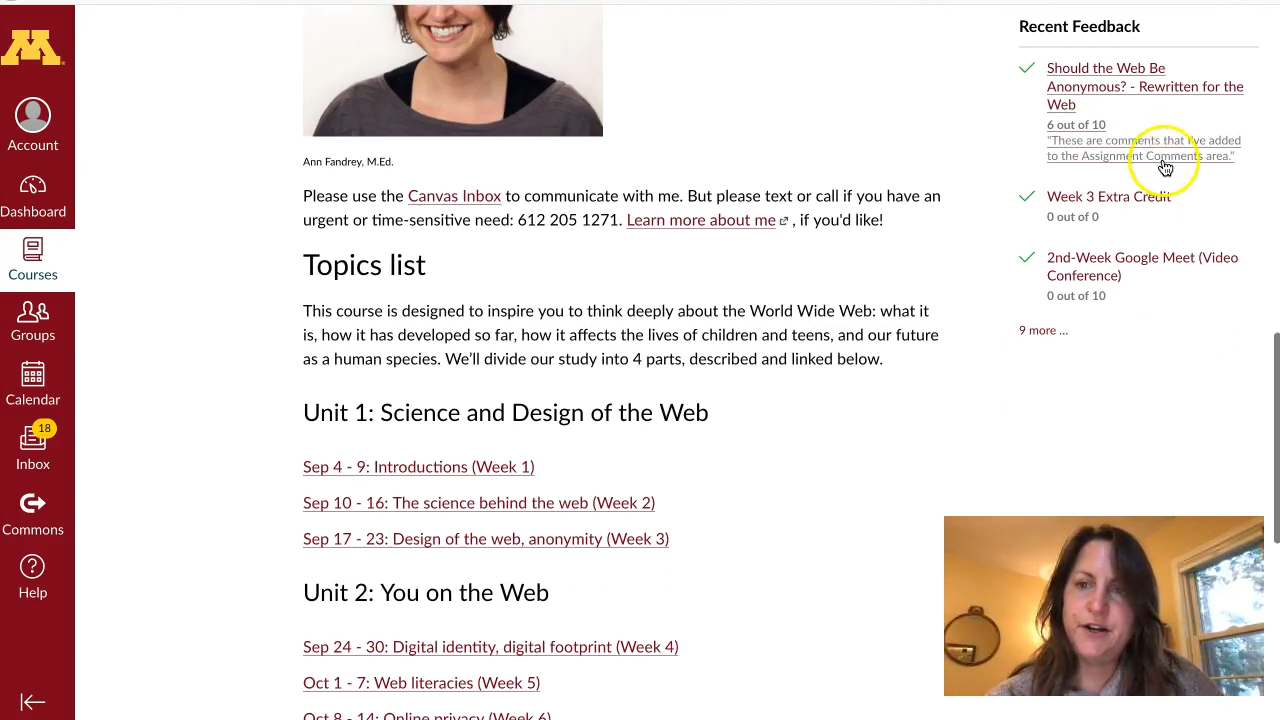 Account
Dashboard
Courses
Groups
Calendar
18
Inbox
Commons
Help
Ann Fandrey, M.Ed.
Please use the Canvas Inbox to communicate with me. But please text or call if you have an
urgent or time-sensitive need: 612 205 1271. Learn more about me , if you'd like!
Topics list
This course is designed to inspire you to think deeply about the World Wide Web: what it
is, how it has developed so far, how it affects the lives of children and teens, and our future
as a human species. We'll divide our study into 4 parts, described and linked below.
Unit 1: Science and Design of the Web
Sep 4 - 9: Introductions (Week 1)
Sep 10 - 16: The science behind the web (Week 2)
Sep 17 - 23: Design of the web, anonymity (Week 3)
Unit 2: You on the Web
Sep 24 - 30: Digital identity, digital footprint (Week 4)
Oct 1 - 7: Web literacies (Week 5)
Oct 8 - 14: Online privacy (Week 6)
Recent Feedback
Should the Web Be
Anonymous? - Rewritten for the
Web
6 out of 10
"These are comments that I've added
to the Assignment Comments area."
Week 3 Extra Credit
0 out of 0
2nd-Week Google Meet (Video
Conference)
0 out of 10
9 more ...